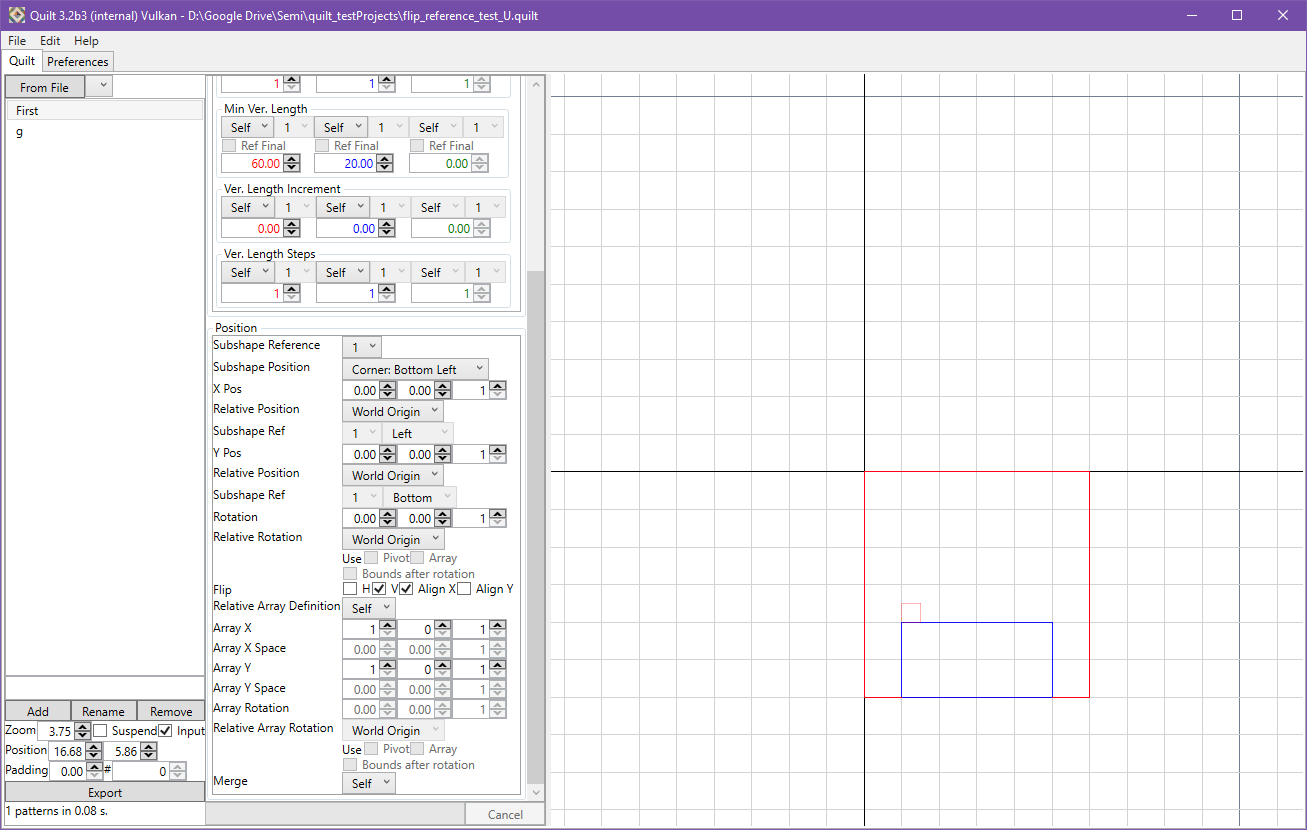 Quilt 3.2b3 (internal) Vulkan - D:\Google Drive\Semi\quilt_testProjects\flip_reference_test_U.quilt
File Edit Help
Quilt Preferences
From File
First
g
1 1 1
Min Ver. Length
Self 1 Self 1 Self 1
Ref Final Ref Final Ref Final
60.00 20.00 0.00
Ver. Length Increment
Self 1 Self 1 Self 1
0.00 0.00 0.00
Ver. Length Steps
Self 1 Self 1 Self 1
1 1 1
Position
Subshape Reference 1
Subshape Position Corner: Bottom Left
X Pos 0.00 0.00 1
Relative Position World Origin
Subshape Ref 1 Left
Y Pos 0.00 0.00 1
Relative Position World Origin
Subshape Ref 1 Bottom
Rotation 0.00 0.00 1
Relative Rotation World Origin
Use Pivot Array
Bounds after rotation
Flip H V Align X Align Y
Relative Array Definition Self
Array X 1 0 1
Array X Space 0.00 0.00 1
Array Y 1 0 1
Array Y Space 0.00 0.00 1
Array Rotation 0.00 0.00 1
Relative Array Rotation World Origin
Use Pivot Array
Bounds after rotation
Merge Self
Cancel
Add Rename Remove
Zoom 3.75 Suspend Input
Position 16.68 5.86
Padding 0.00 # 0
Export
1 patterns in 0.08 s.